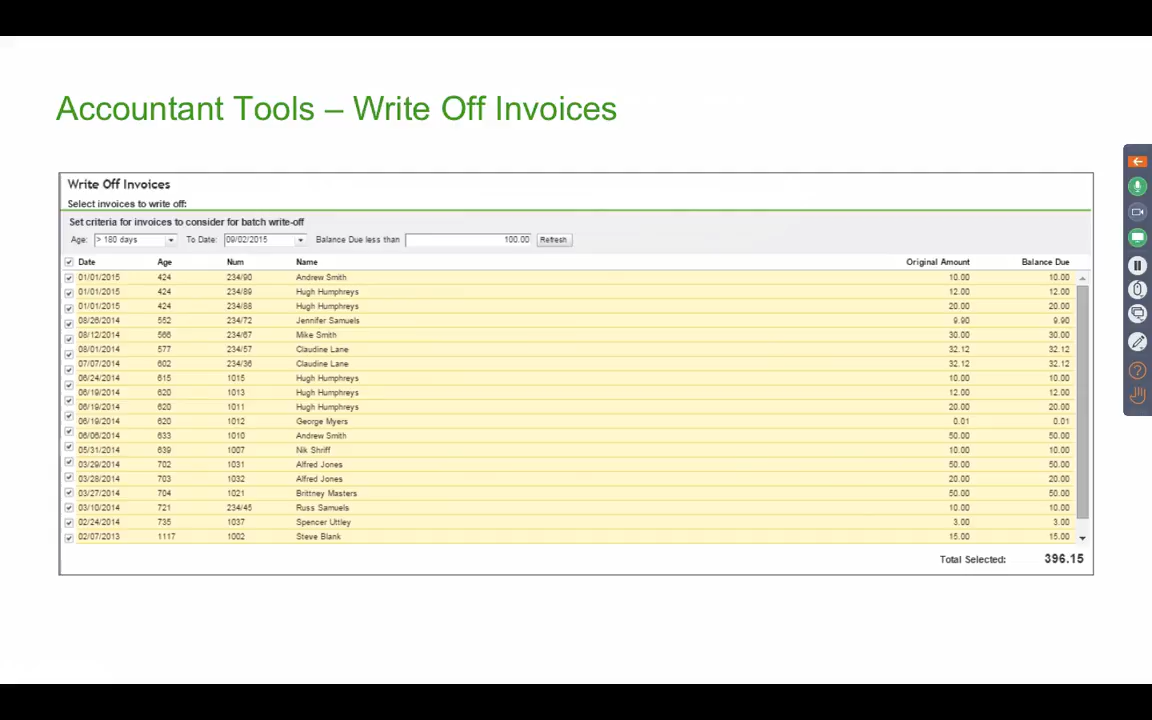 Accountant Tools – Write Off Invoices
Write Off Invoices
Select invoices to write off:
Set criteria for invoices to consider for batch write-off
Age: > 180 days To Date: 09/02/2015 Balance Due less than 100.00 Refresh
Date Age Num Name Original Amount Balance Due
01/01/2015 424 234/90 Andrew Smith 10.00 10.00
01/01/2015 424 234/89 Hugh Humphreys 12.00 12.00
01/01/2015 424 234/88 Hugh Humphreys 20.00 20.00
08/26/2014 552 234/72 Jennifer Samuels 9.90 9.90
08/12/2014 566 234/67 Mike Smith 30.00 30.00
08/01/2014 577 234/57 Claudine Lane 32.12 32.12
07/07/2014 602 234/36 Claudine Lane 32.12 32.12
06/24/2014 615 1015 Hugh Humphreys 10.00 10.00
06/19/2014 620 1013 Hugh Humphreys 12.00 12.00
06/19/2014 620 1011 Hugh Humphreys 20.00 20.00
06/19/2014 620 1012 George Myers 0.01 0.01
06/06/2014 633 1010 Andrew Smith 50.00 50.00
05/31/2014 639 1007 Nik Shriff 10.00 10.00
03/29/2014 702 1031 Alfred Jones 50.00 50.00
03/28/2014 703 1032 Alfred Jones 20.00 20.00
03/27/2014 704 1021 Brittney Masters 50.00 50.00
03/10/2014 721 234/45 Russ Samuels 10.00 10.00
02/24/2014 735 1037 Spencer Uttley 3.00 3.00
02/07/2013 1117 1002 Steve Blank 15.00 15.00
Total Selected: 396.15